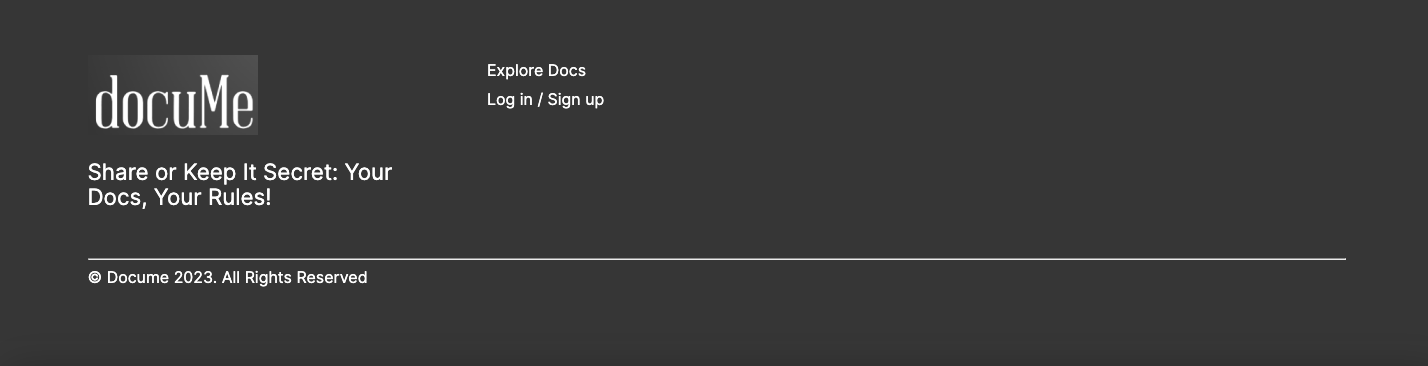 docuMe
Share or Keep It Secret: Your
Docs, Your Rules!
Explore Docs
Log in / Sign up
© Docume 2023. All Rights Reserved